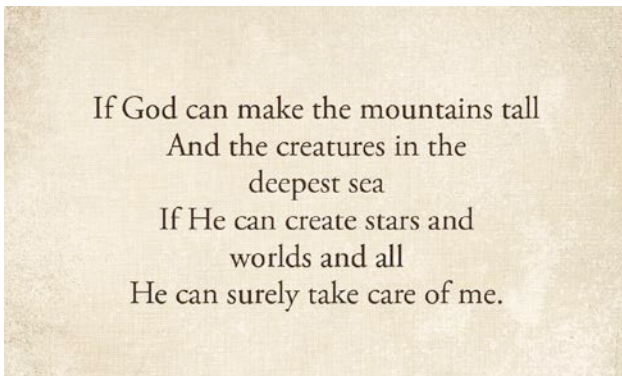 If God can make the mountains tall
And the creatures in the
deepest sea
If He can create stars and
worlds and all
He can surely take care of me.